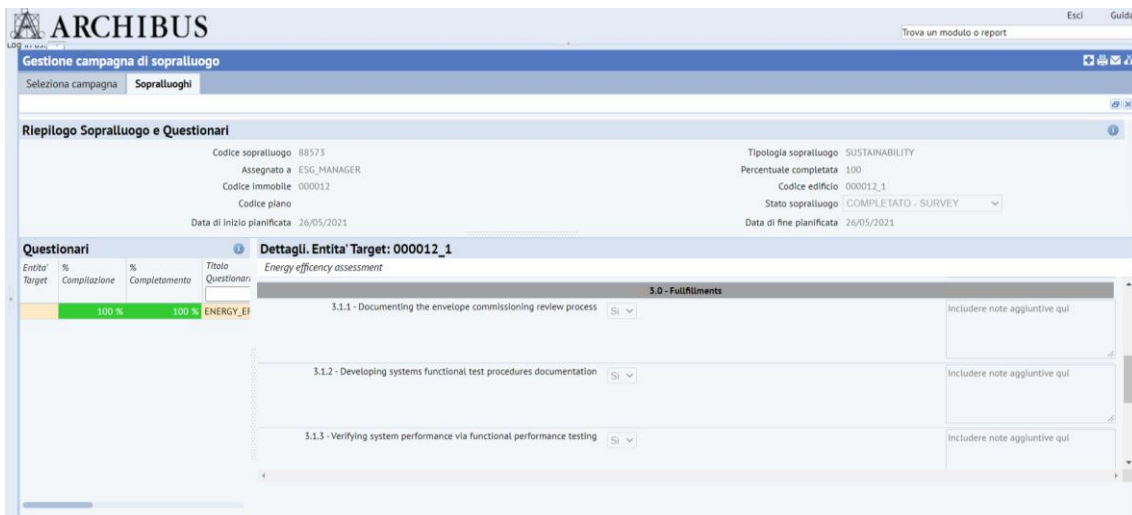 ARCHIBUS
Esci Guida
Trova un modulo o report
Gestione campagna di sopralluogo
Seleziona campagna Sopralluoghi
Riepilogo Sopralluogo e Questionari
Codice sopralluogo 88573 Tipologia sopralluogo SUSTAINABILITY
Assegnato a ESG_MANAGER Percentuale completata 100
Codice immobile 000012 Codice edificio 000012_1
Codice piano Stato sopralluogo COMPLETATO - SURVEY
Data di inizio pianificata 26/05/2021 Data di fine pianificata 26/05/2021
Questionari
Entita' Target % Compilazione % Completamento Titolo
100 % 100 % ENERGY_EF
Dettagli. Entita' Target: 000012_1
Energy efficency assessment
3.0 - Fullfillments
3.1.1 - Documenting the envelope commissioning review process Sì Includere note aggiuntive qui
3.1.2 - Developing systems functional test procedures documentation Sì Includere note aggiuntive qui
3.1.3 - Verifying system performance via functional performance testing Sì Includere note aggiuntive qui